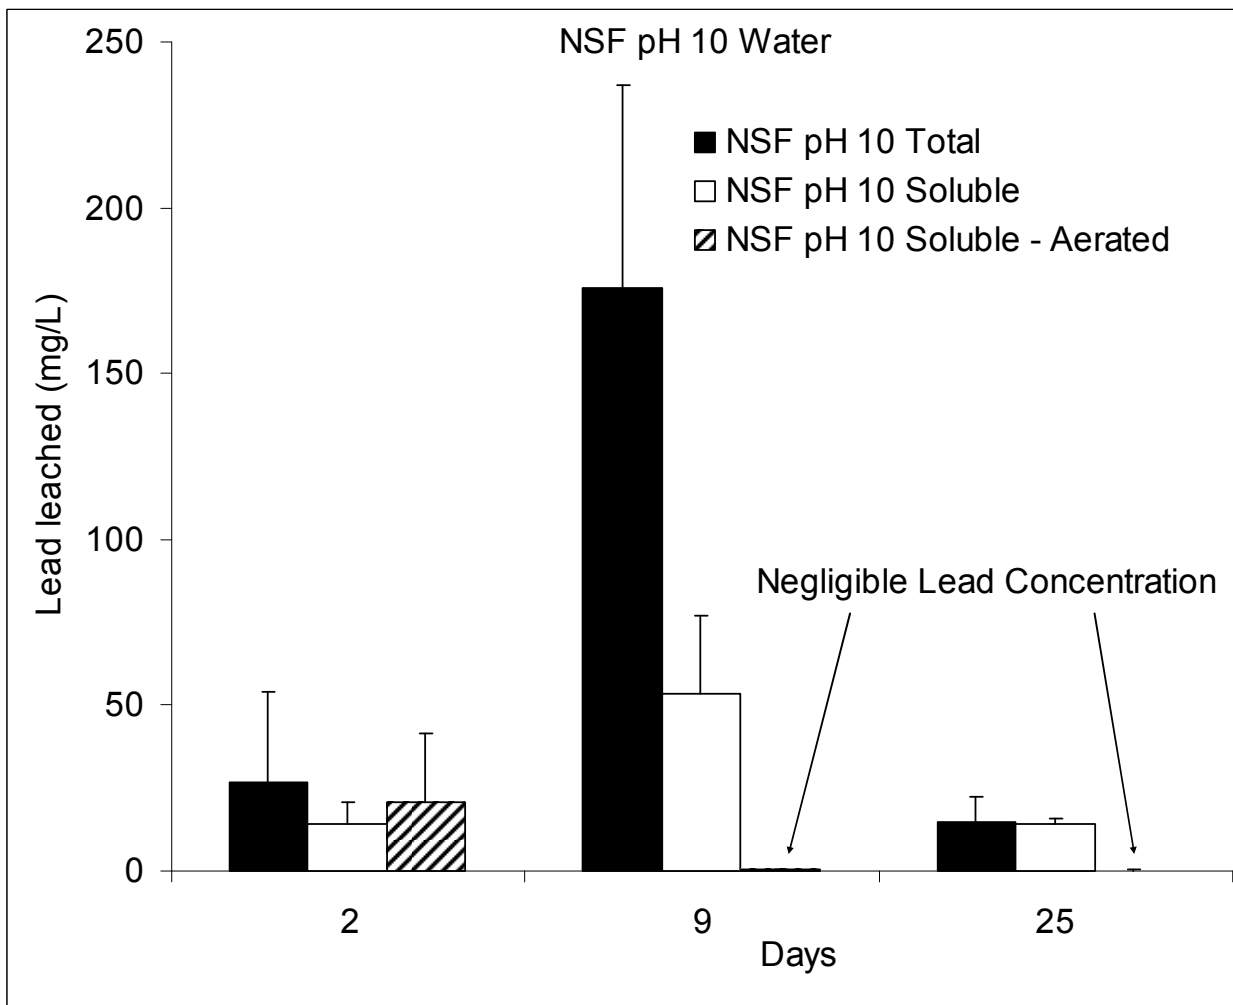 NSF pH 10 Water
NSF pH 10 Total
NSF pH 10 Soluble
NSF pH 10 Soluble - Aerated
Negligible Lead Concentration
Lead leached (mg/L)
250
200
150
100
50
0
2
9
25
Days